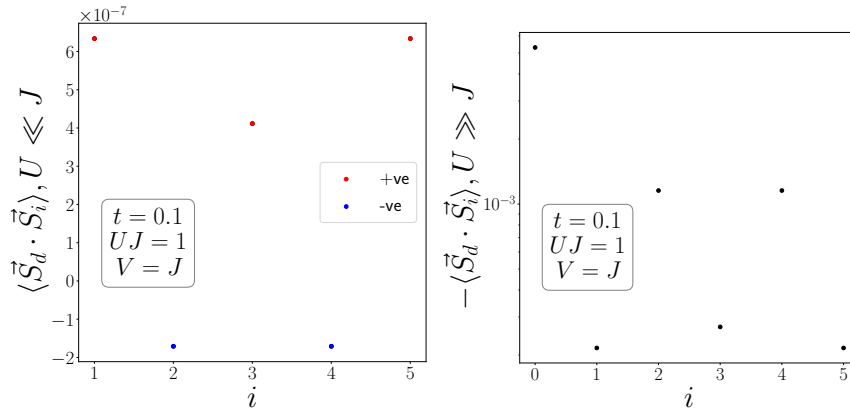 ×10⁻⁷
6
5
4
3
2
1
0
−1
−2
⟨S⃗_d · S⃗_i⟩, U ≪ J
+ve
-ve
t = 0.1
UJ = 1
V = J
1 2 3 4 5
i
−⟨S⃗_d · S⃗_i⟩, U ≫ J
10⁻³
t = 0.1
UJ = 1
V = J
0 1 2 3 4 5
i